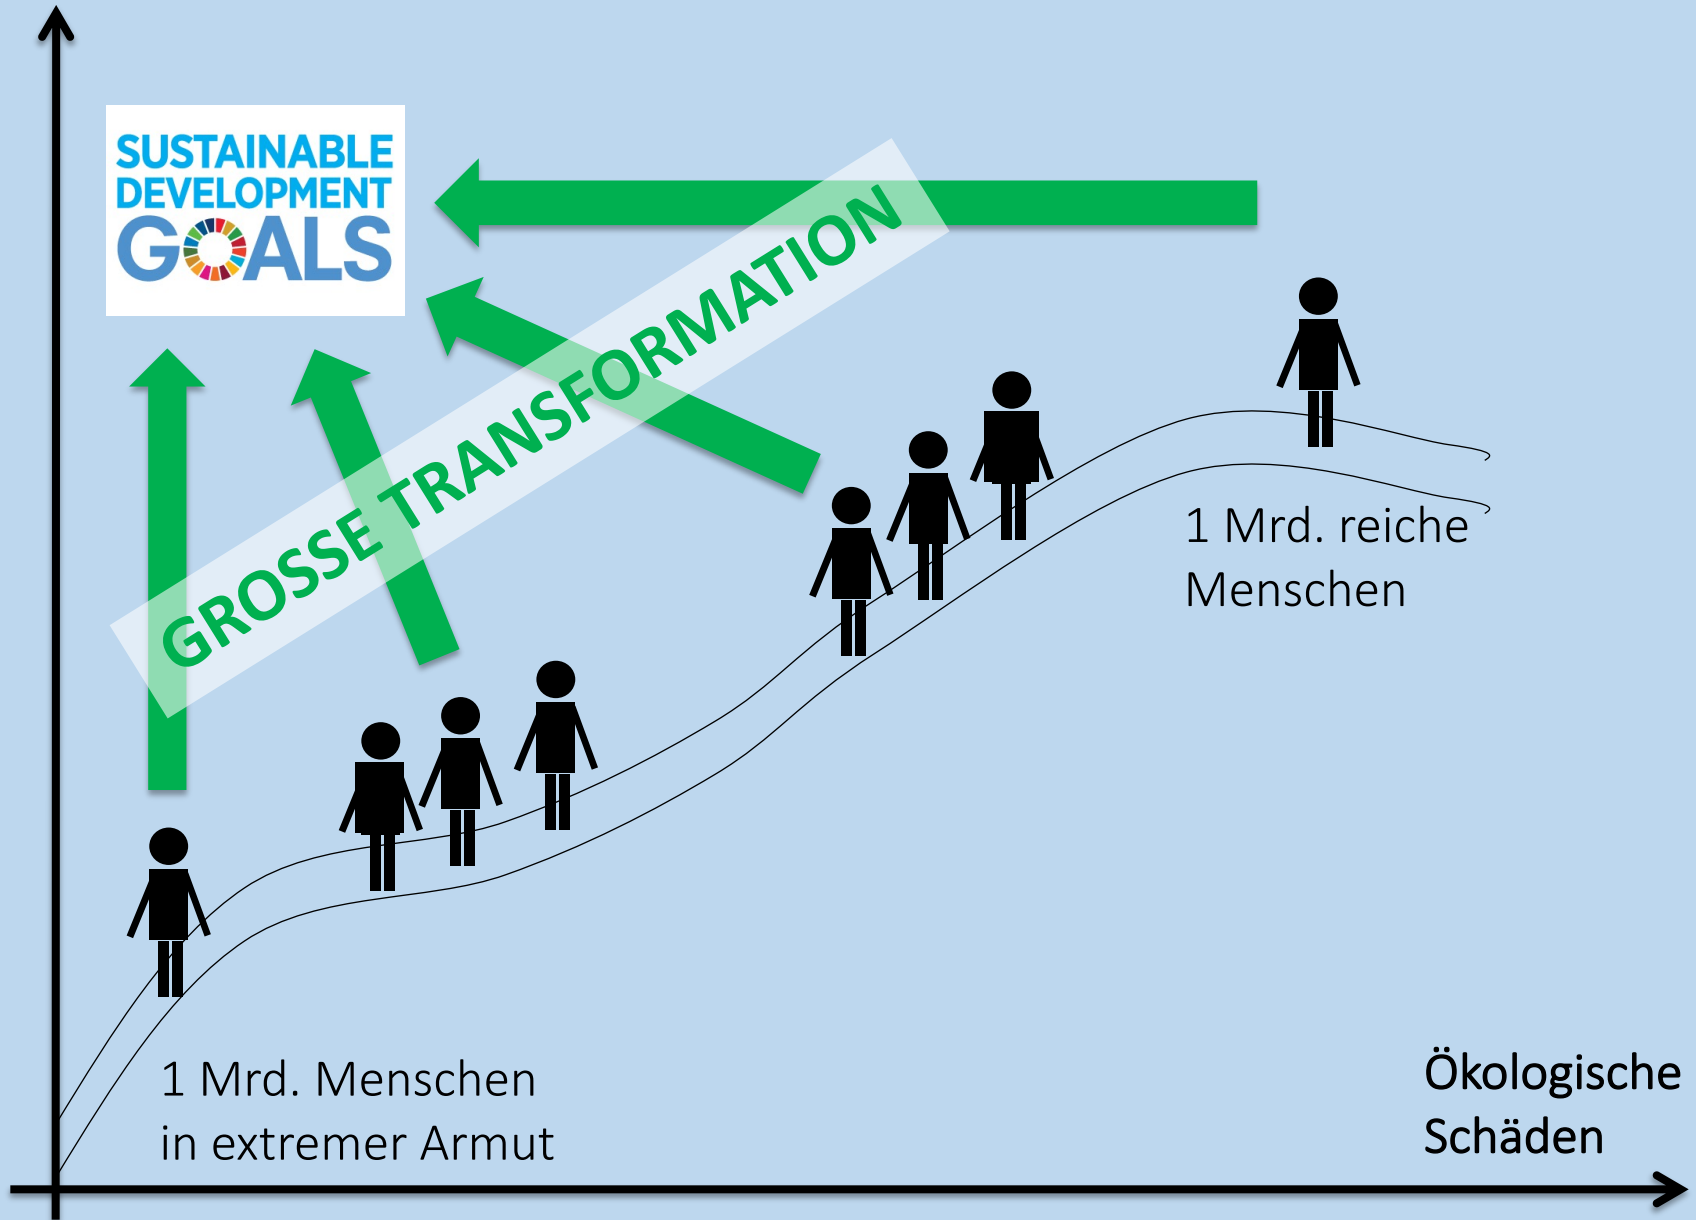 SUSTAINABLE
DEVELOPMENT
GOALS
GROSSE TRANSFORMATION
1 Mrd. reiche
Menschen
1 Mrd. Menschen
in extremer Armut
Ökologische
Schäden